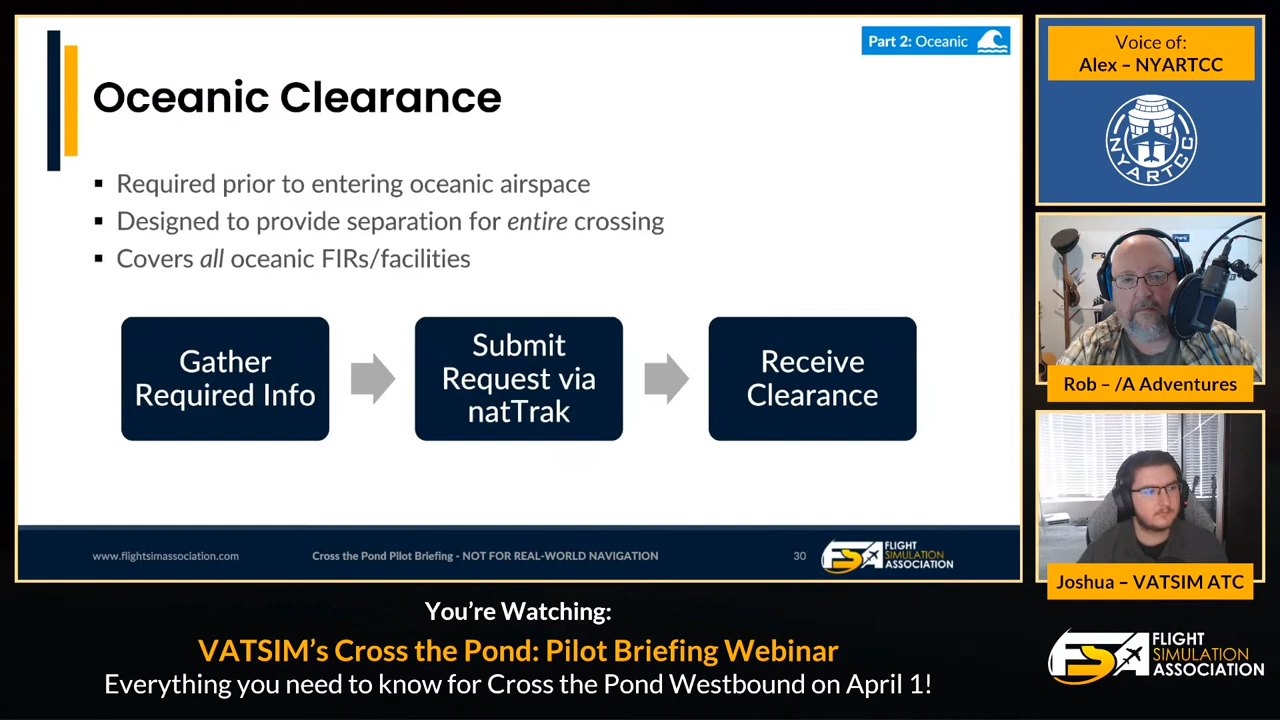 Part 2: Oceanic
Oceanic Clearance
▪ Required prior to entering oceanic airspace
▪ Designed to provide separation for entire crossing
▪ Covers all oceanic FIRs/facilities
Gather
Required Info
Submit
Request via
natTrak
Receive
Clearance
www.flightsimassociation.com
Cross the Pond Pilot Briefing - NOT FOR REAL-WORLD NAVIGATION
30
FSA
FLIGHT
SIMULATION
ASSOCIATION
Voice of:
Alex – NYARTCC
NYARTCC
Rob – /A Adventures
Joshua – VATSIM ATC
You're Watching:
VATSIM's Cross the Pond: Pilot Briefing Webinar
Everything you need to know for Cross the Pond Westbound on April 1!
FSA
FLIGHT
SIMULATION
ASSOCIATION